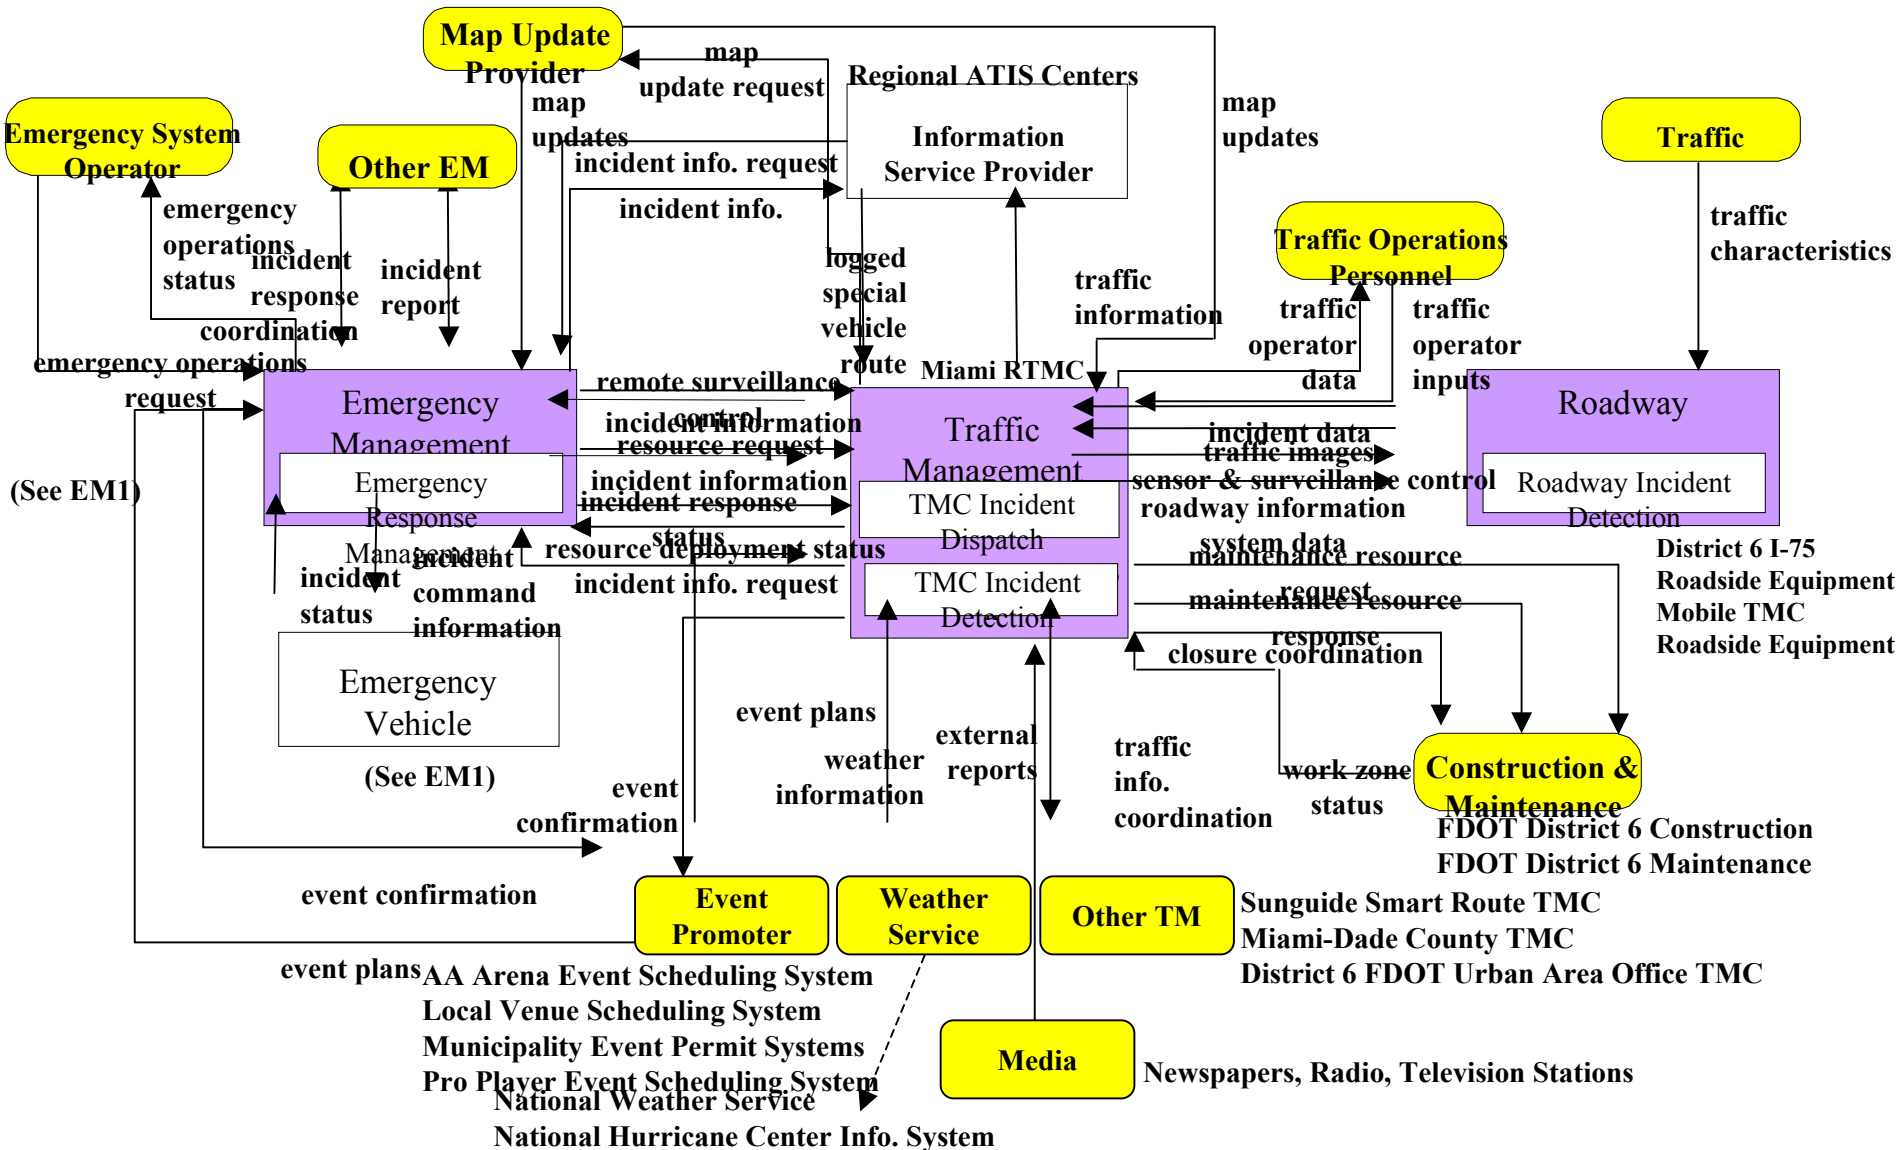 Map Update
Provider
map
update request
Regional ATIS Centers
map
updates
map
updates
Emergency System
Operator
Other EM
Information
Service Provider
Traffic
incident info. request
incident info.
emergency
operations
status
incident
response
coordination
incident
report
logged
special
vehicle
route
traffic
information
Traffic Operations
Personnel
traffic
characteristics
traffic
operator
data
traffic
operator
inputs
emergency operations
request
Miami RTMC
Emergency
Management
remote surveillance
control
incident information
resource request
incident information
incident response
status
resource deployment status
incident info. request
Traffic
Management
Roadway
incident data
traffic images
sensor & surveillance control
roadway information
system data
(See EM1)
Emergency
Response
Management
TMC Incident
Dispatch
TMC Incident
Detection
Roadway Incident
Detection
maintenance resource
request
maintenance resource
response
closure coordination
District 6 I-75
Roadside Equipment
Mobile TMC
Roadside Equipment
incident
status
incident
command
information
Emergency
Vehicle
(See EM1)
event plans
weather
information
external
reports
traffic
info.
coordination
work zone
status
Construction &
Maintenance
FDOT District 6 Construction
FDOT District 6 Maintenance
event
confirmation
event confirmation
Event
Promoter
Weather
Service
Other TM
Sunguide Smart Route TMC
Miami-Dade County TMC
District 6 FDOT Urban Area Office TMC
event plans
AA Arena Event Scheduling System
Local Venue Scheduling System
Municipality Event Permit Systems
Pro Player Event Scheduling System
National Weather Service
National Hurricane Center Info. System
Media
Newspapers, Radio, Television Stations